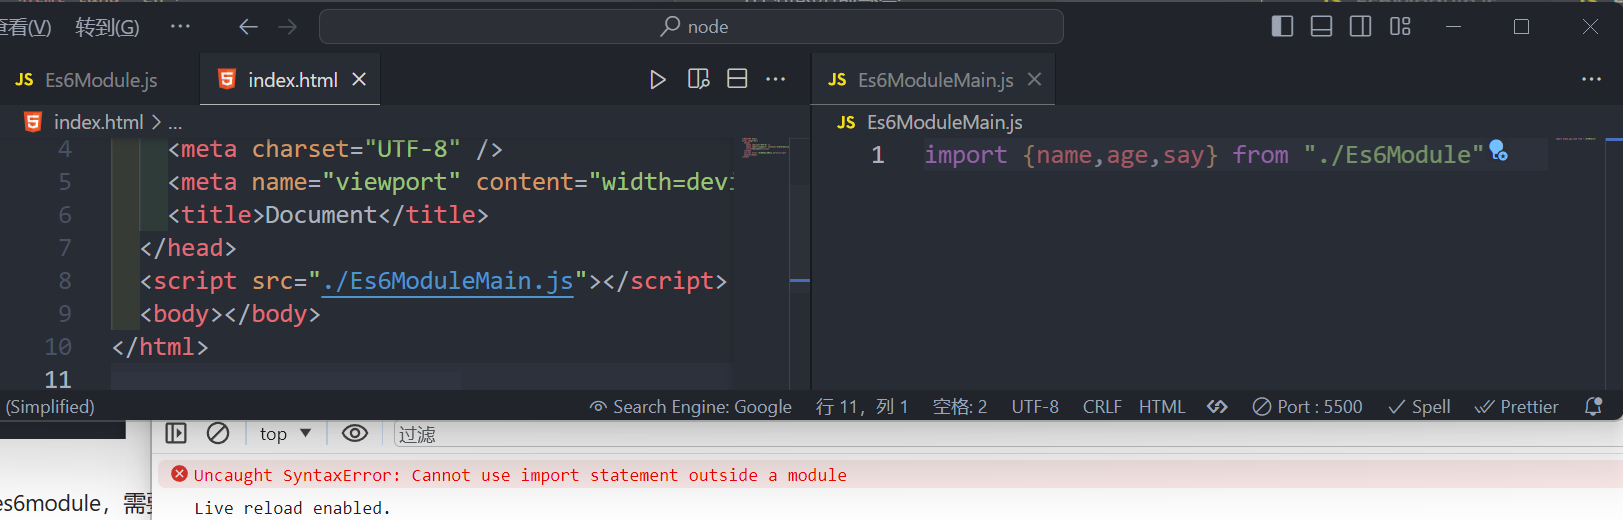 查看(V) 转到(G) ··· node
JS Es6Module.js index.html
JS Es6ModuleMain.js
index.html > ...
JS Es6ModuleMain.js
4 <meta charset="UTF-8" />
5 <meta name="viewport" content="width=devi
6 <title>Document</title>
7 </head>
8 <script src="./Es6ModuleMain.js"></script>
9 <body></body>
10 </html>
11
1 import {name,age,say} from "./Es6Module"
(Simplified) Search Engine: Google 行 11，列 1 空格: 2 UTF-8 CRLF HTML Port : 5500 Spell Prettier
top 过滤
Uncaught SyntaxError: Cannot use import statement outside a module
es6module，需
Live reload enabled.